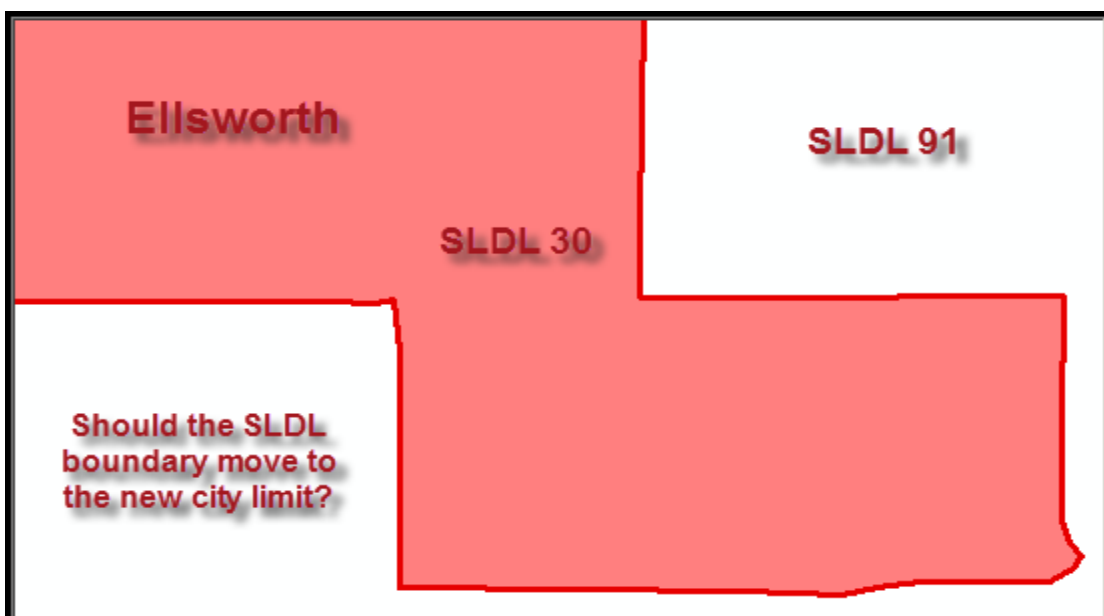 Ellsworth
SLDL 91
SLDL 30
Should the SLDL
boundary move to
the new city limit?